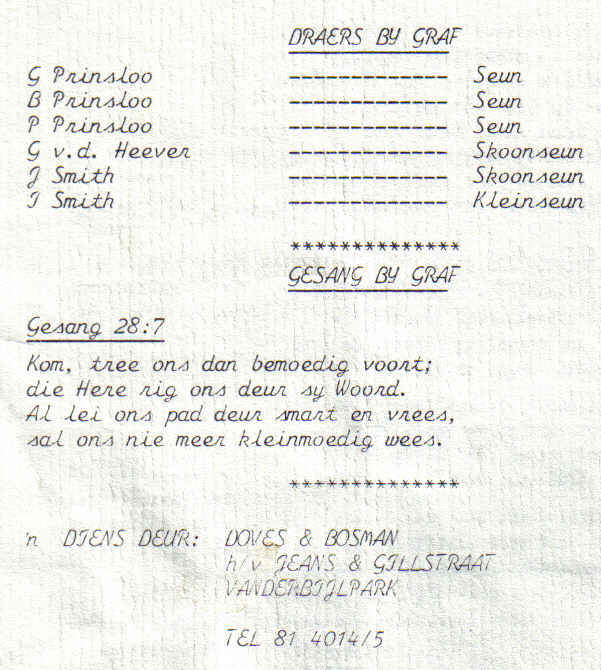 DRAERS BY GRAF
G Prinsloo ------------- Seun
B Prinsloo ------------- Seun
P Prinsloo ------------- Seun
G v.d. Heever ------------- Skoonseun
J Smith ------------- Skoonseun
I Smith ------------- Kleinseun
**************
GESANG BY GRAF
Gesang 28:7
Kom, tree ons dan bemoedig voort;
die Here rig ons deur sy Woord.
Al lei ons pad deur smart en vrees,
sal ons nie meer kleinmoedig wees.
**************
'n DIENS DEUR: DOVES & BOSMAN
h/v JEANS & GILLSTRAAT
VANDERBIJLPARK
TEL 81 4014/5